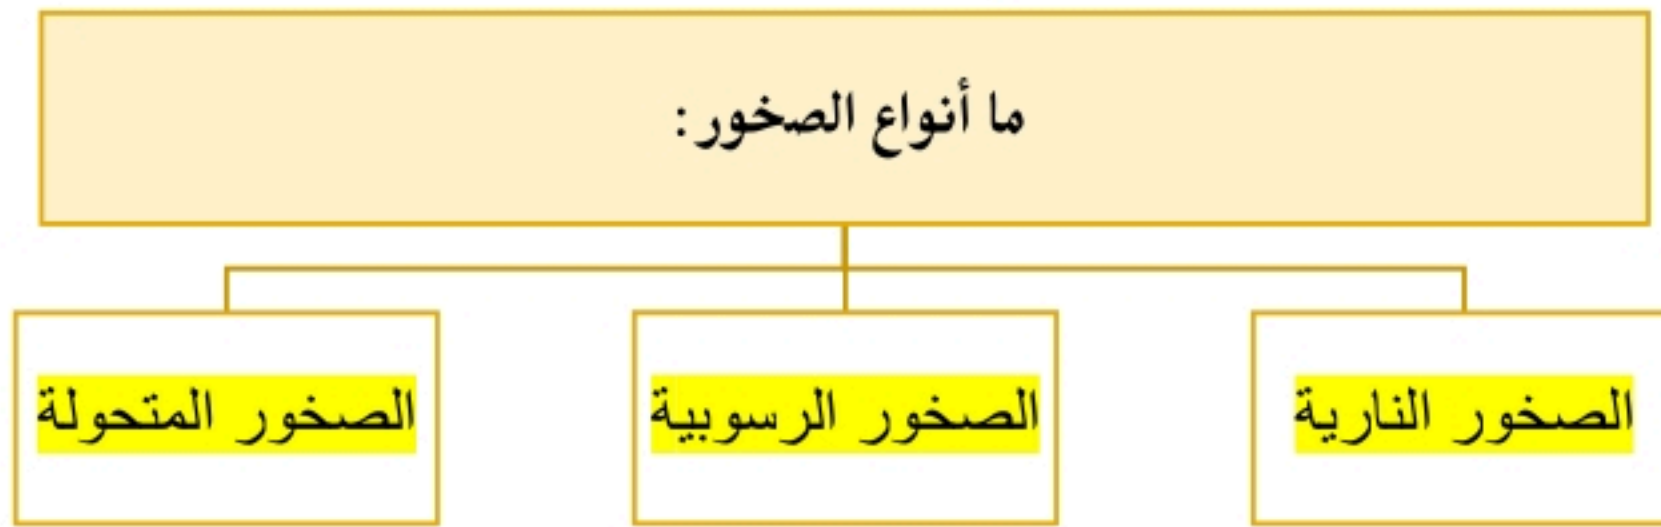 ما أنواع الصخور:
الصخور النارية
الصخور الرسوبية
الصخور المتحولة